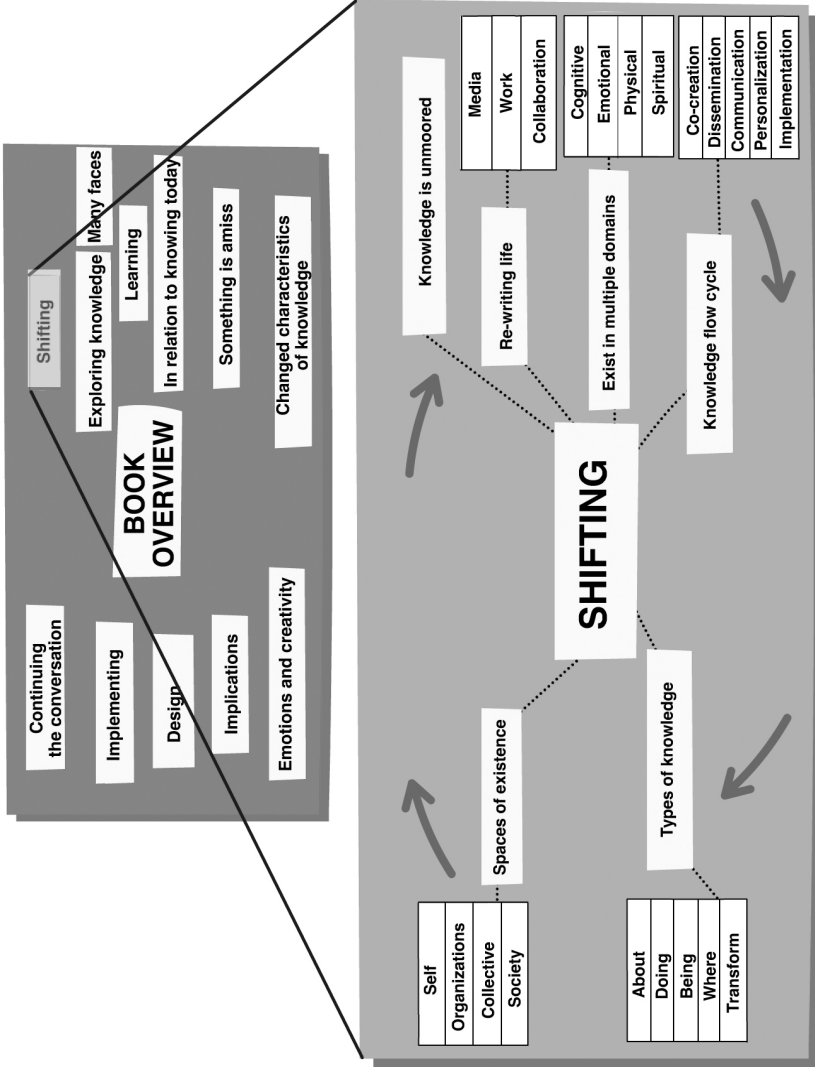 BOOK
OVERVIEW
Shifting
Exploring knowledge
Many faces
Learning
In relation to knowing today
Something is amiss
Changed characteristics
of knowledge
Emotions and creativity
Implications
Design
Implementing
Continuing
the conversation
SHIFTING
Knowledge is unmoored
Re-writing life
Media
Work
Collaboration
Exist in multiple domains
Cognitive
Emotional
Physical
Spiritual
Knowledge flow cycle
Co-creation
Dissemination
Communication
Personalization
Implementation
Types of knowledge
About
Doing
Being
Where
Transform
Spaces of existence
Self
Organizations
Collective
Society